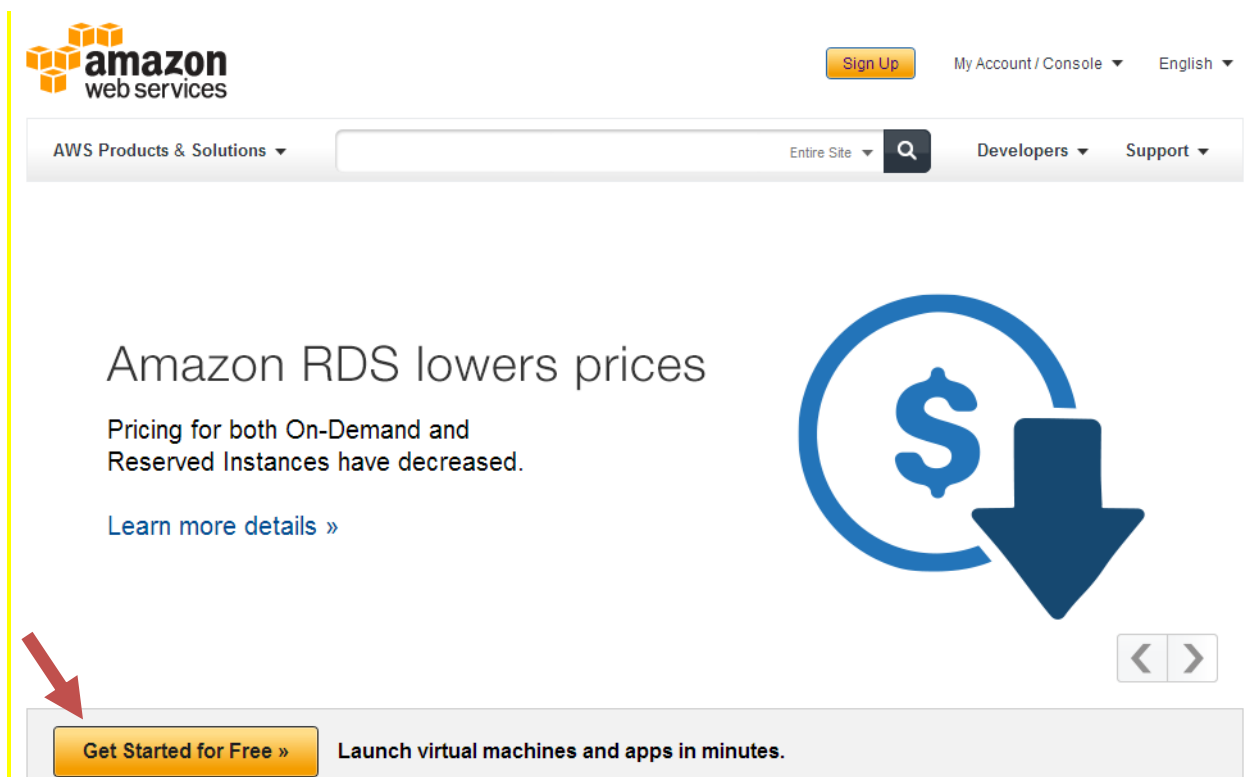 amazon
web services
Sign Up
My Account / Console
English
AWS Products & Solutions
Entire Site
Developers
Support
Amazon RDS lowers prices
Pricing for both On-Demand and
Reserved Instances have decreased.
Learn more details »
$
Get Started for Free »
Launch virtual machines and apps in minutes.